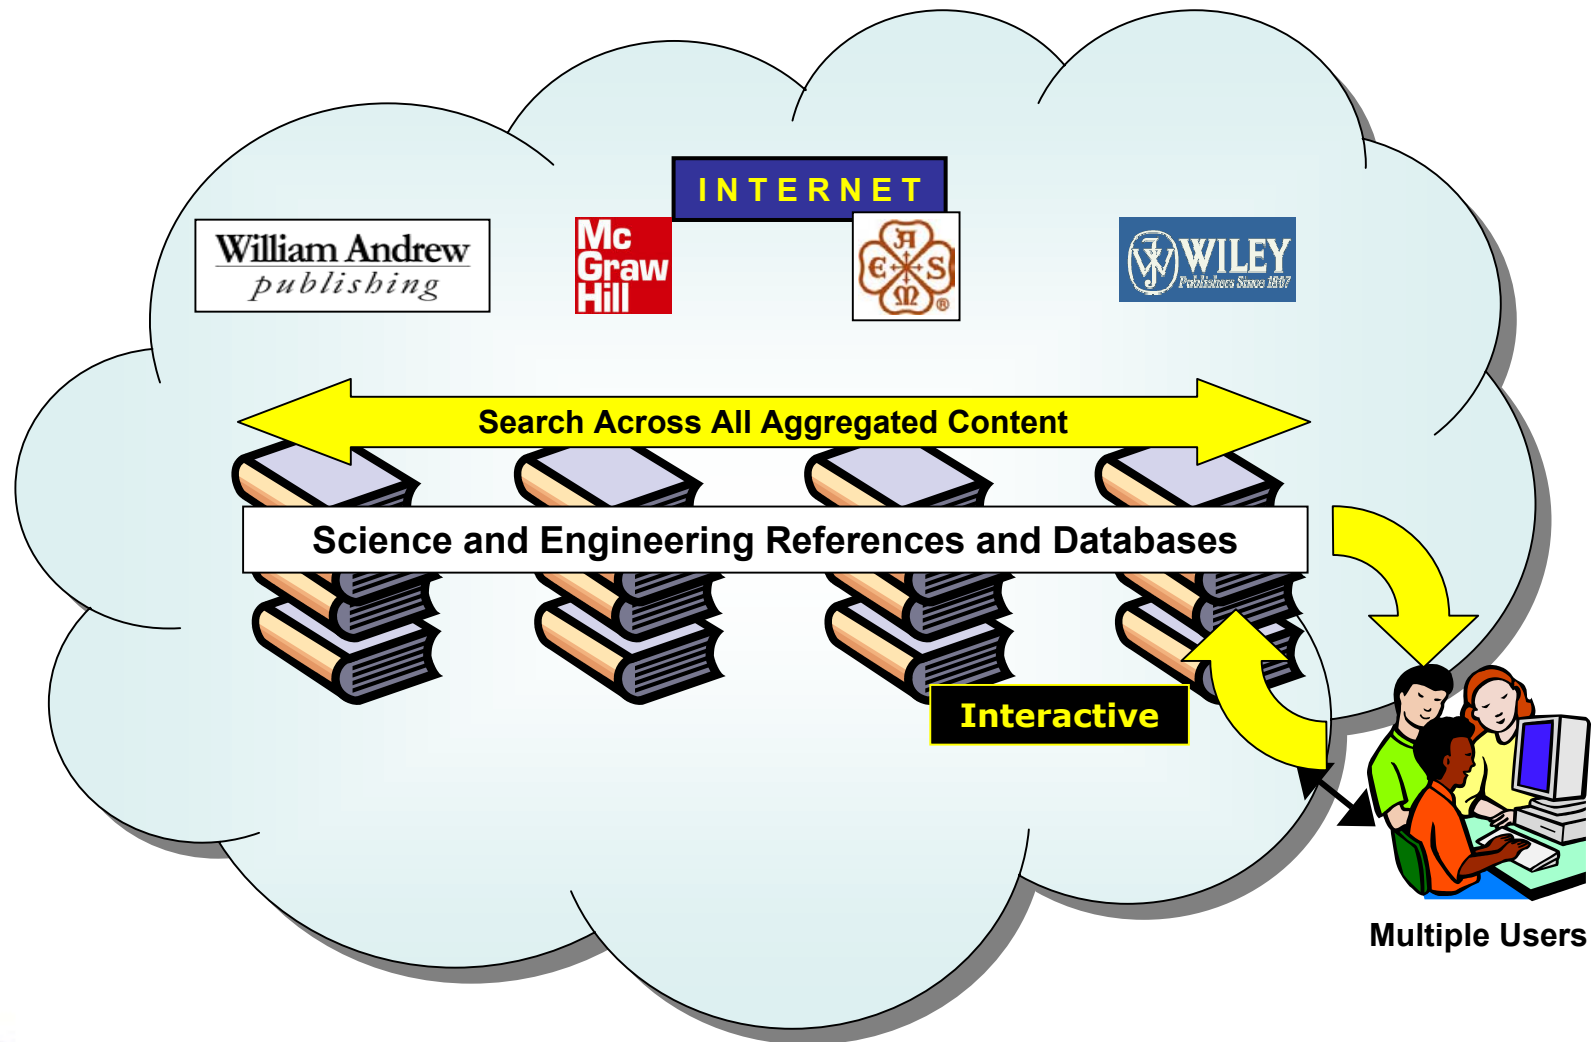 I N T E R N E T
William Andrew
publishing
Mc
Graw
Hill
A
E S
M ®
JW WILEY
Publishers Since 1807
Search Across All Aggregated Content
Science and Engineering References and Databases
Interactive
Multiple Users